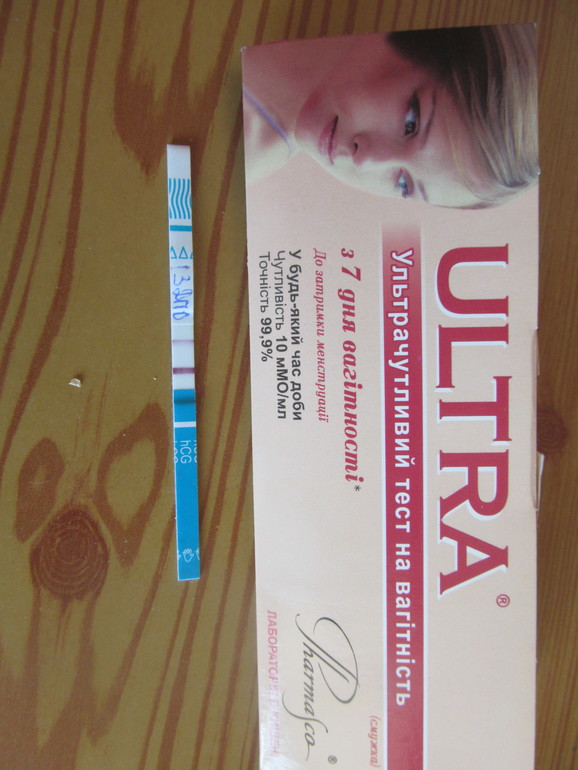 ULTRA®
Ультрачутливий тест на вагітність
(смужка)
з 7 дня вагітності*
До затримки менструації
У будь-який час доби
Чутливість 10 мМО/мл
Точність 99,9%
Pharmasco®
hCG